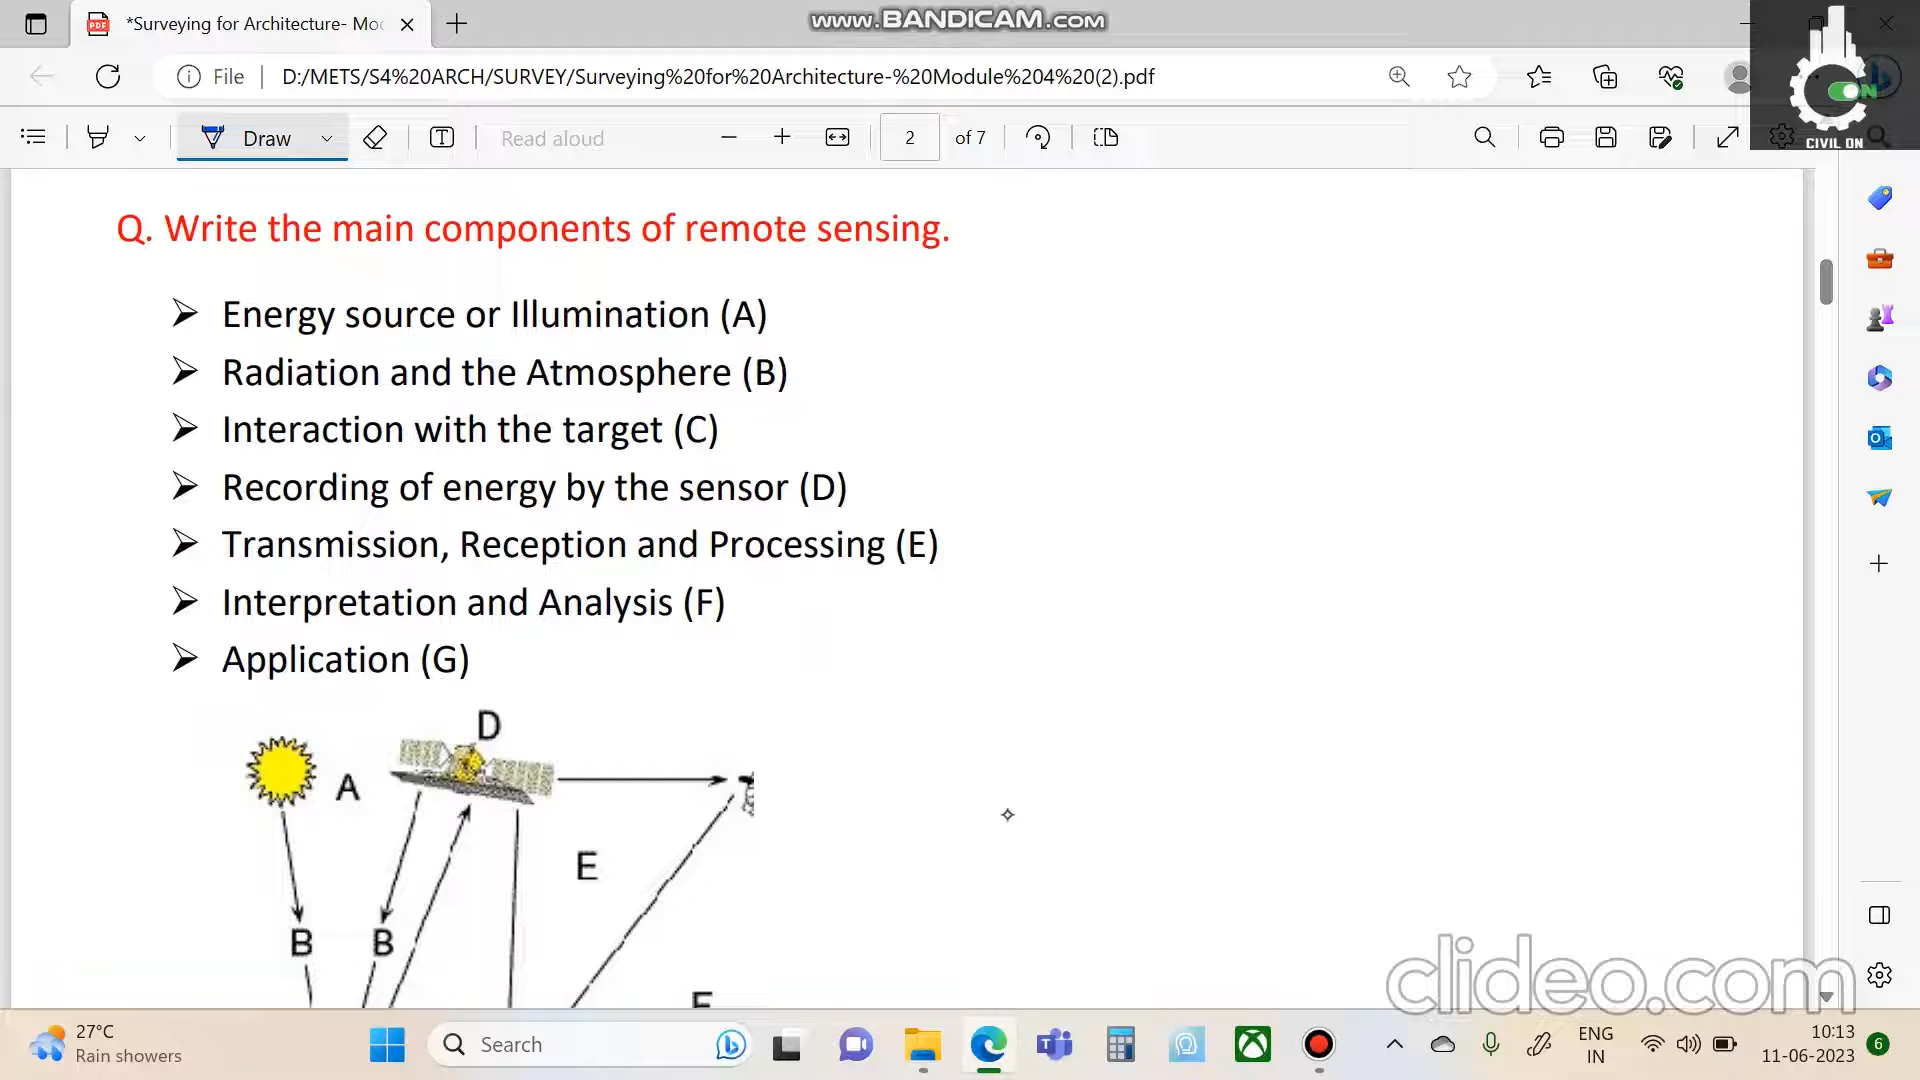 *Surveying for Architecture- Moc
www.BANDICAM.com
File
D:/METS/S4%20ARCH/SURVEY/Surveying%20for%20Architecture-%20Module%204%20(2).pdf
ON
CIVIL ON
Draw
Read aloud
2
of 7
Q. Write the main components of remote sensing.
➤ Energy source or Illumination (A)
➤ Radiation and the Atmosphere (B)
➤ Interaction with the target (C)
➤ Recording of energy by the sensor (D)
➤ Transmission, Reception and Processing (E)
➤ Interpretation and Analysis (F)
➤ Application (G)
D
A
E
B
B
clideo.com
27°C
Rain showers
Search
ENG
IN
10:13
11-06-2023
6